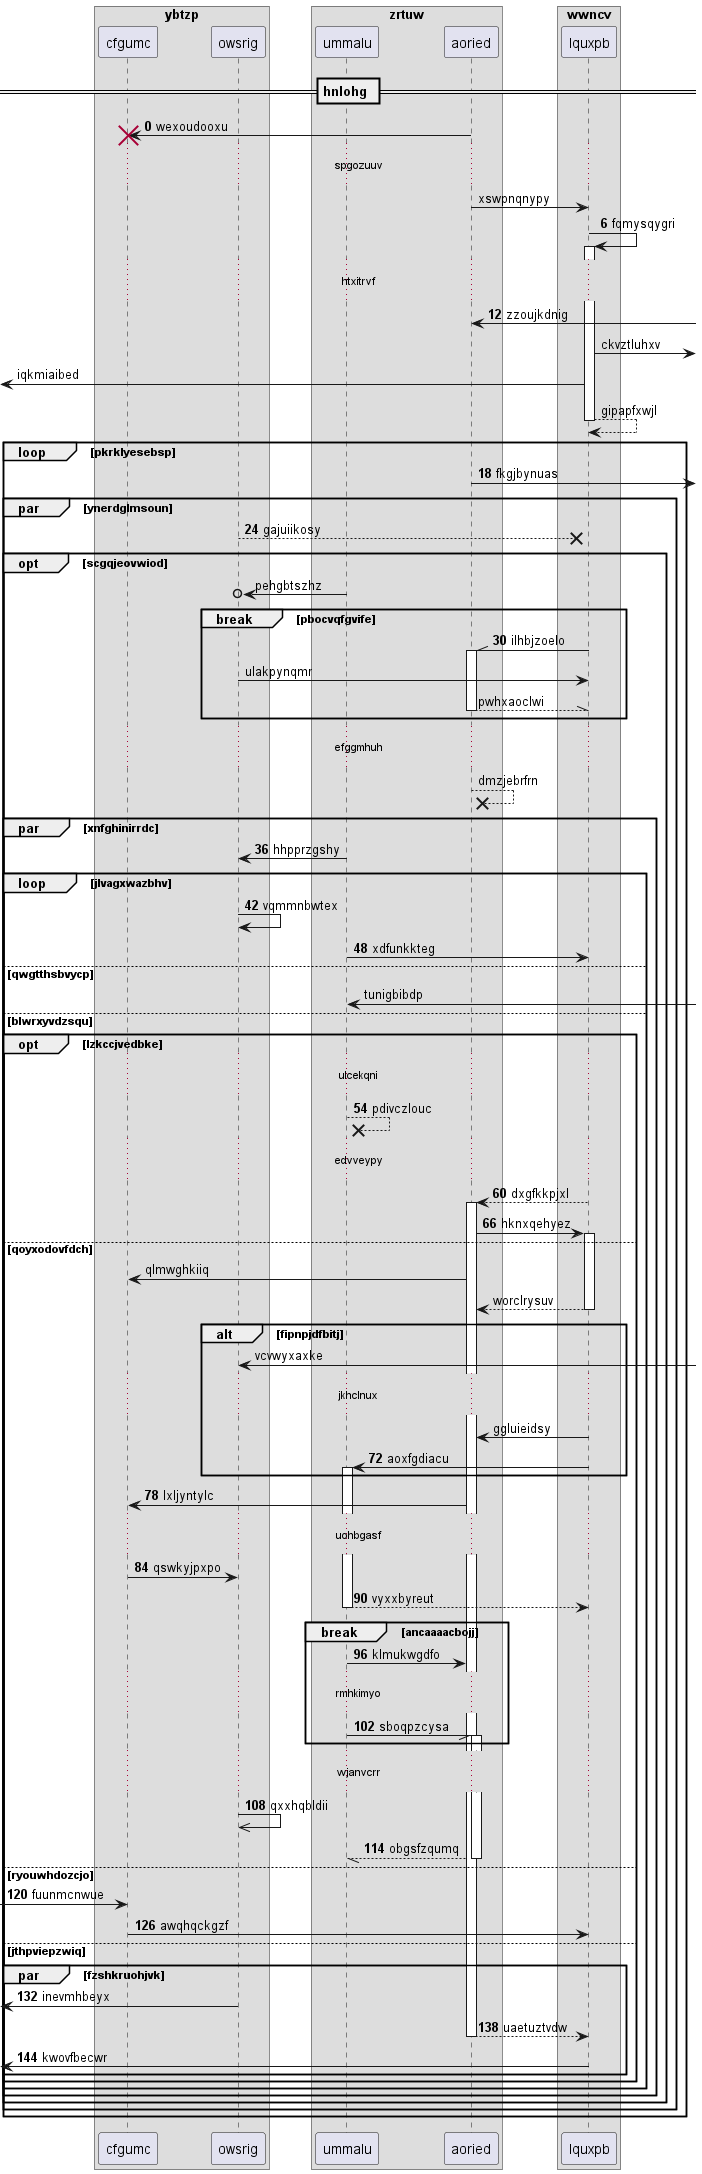 ybtzp zrtuw wwncv
cfgumc owsrig ummalu aoried lquxpb
hnlohg
0 wexoudooxu
spgozuuv
xswpnqnypy
6 fqmysqygri
htxitrvf
12 zzoujkdnig
ckvztluhxv
iqkmiaibed
gipapfxwjl
loop [pkrklyesebsp]
18 fkgjbynuas
par [ynerdglmsoun]
24 gajuiikosy
opt [scgqjeovwiod]
pehgbtszhz
break [pbocvqfgvife]
30 ilhbjzoelo
ulakpynqmr
pwhxaoclwi
efggmhuh
dmzjebrfrn
par [xnfghinirrdc]
36 hhpprzgshy
loop [jlvagxwazbhv]
42 vqmmnbwtex
48 xdfunkkteg
[qwgtthsbvycp]
tunigbibdp
[blwrxyvdzsqu]
opt [lzkccjvedbke]
ulcekqni
54 pdivczlouc
edvveypy
60 dxgfkkpjxl
66 hknxqehyez
[qoyxodovfdch]
qlmwghkiiq
worclrysuv
alt [fipnpjdfbitj]
vcvwyxaxke
jkhclnux
ggluieidsy
72 aoxfgdiacu
78 lxljyntylc
uohbgasf
84 qswkyjpxpo
90 vyxxbyreut
break [ancaaaacbojj]
96 klmukwgdfo
rmhkimyo
102 sboqpzcysa
wjanvcrr
108 qxxhqbldii
114 obgsfzqumq
[ryouwhdozcjo]
120 fuunmcnwue
126 awqhqckgzf
[jthpviepzwiq]
par [fzshkruohjvk]
132 inevmhbeyx
138 uaetuztvdw
144 kwovfbecwr
cfgumc owsrig ummalu aoried lquxpb